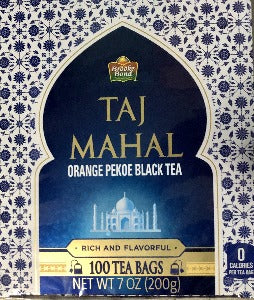 Brooke
Bond
TAJ
MAHAL
ORANGE PEKOE BLACK TEA
RICH AND FLAVORFUL
100 TEA BAGS
NET WT 7 OZ (200g)
0
CALORIES
PER TEA BAG